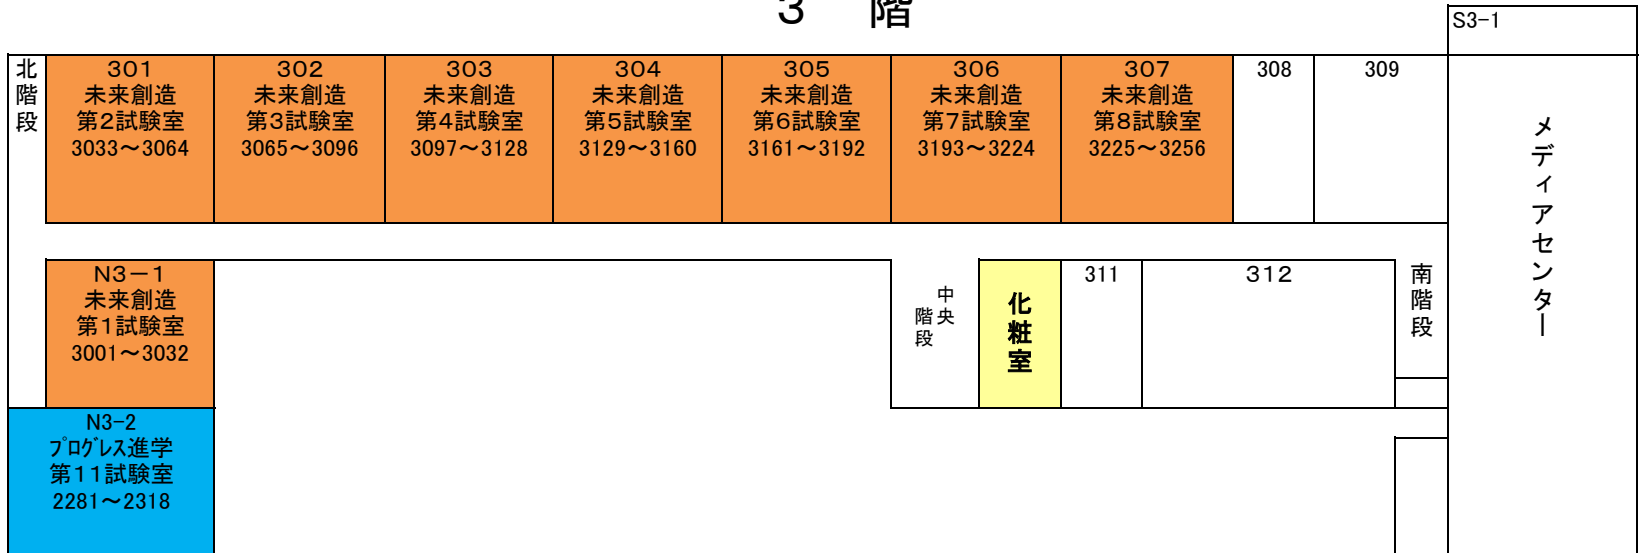 ３　階
S3-1
北階段
３０１
未来創造
第２試験室
3033～3064
３０２
未来創造
第３試験室
3065～3096
３０３
未来創造
第４試験室
3097～3128
３０４
未来創造
第５試験室
3129～3160
３０５
未来創造
第６試験室
3161～3192
３０６
未来創造
第７試験室
3193～3224
３０７
未来創造
第８試験室
3225～3256
308
309
メディアセンター
Ｎ３－１
未来創造
第１試験室
3001～3032
中央
階段
化粧室
311
３１２
南階段
N3-2
ﾌﾟﾛｸﾞﾚｽ進学
第１１試験室
2281～2318